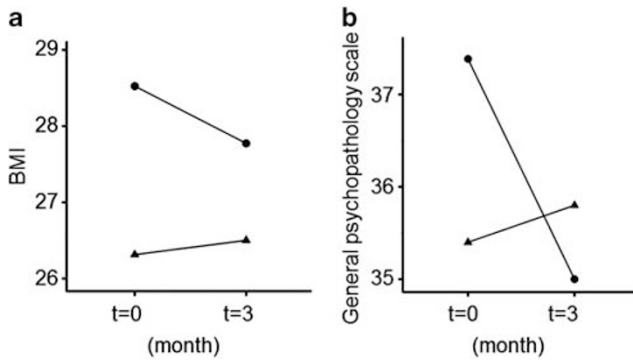 a
29
28
27
26
BMI
t=0 t=3
(month)
b
37
36
35
General psychopathology scale
t=0 t=3
(month)